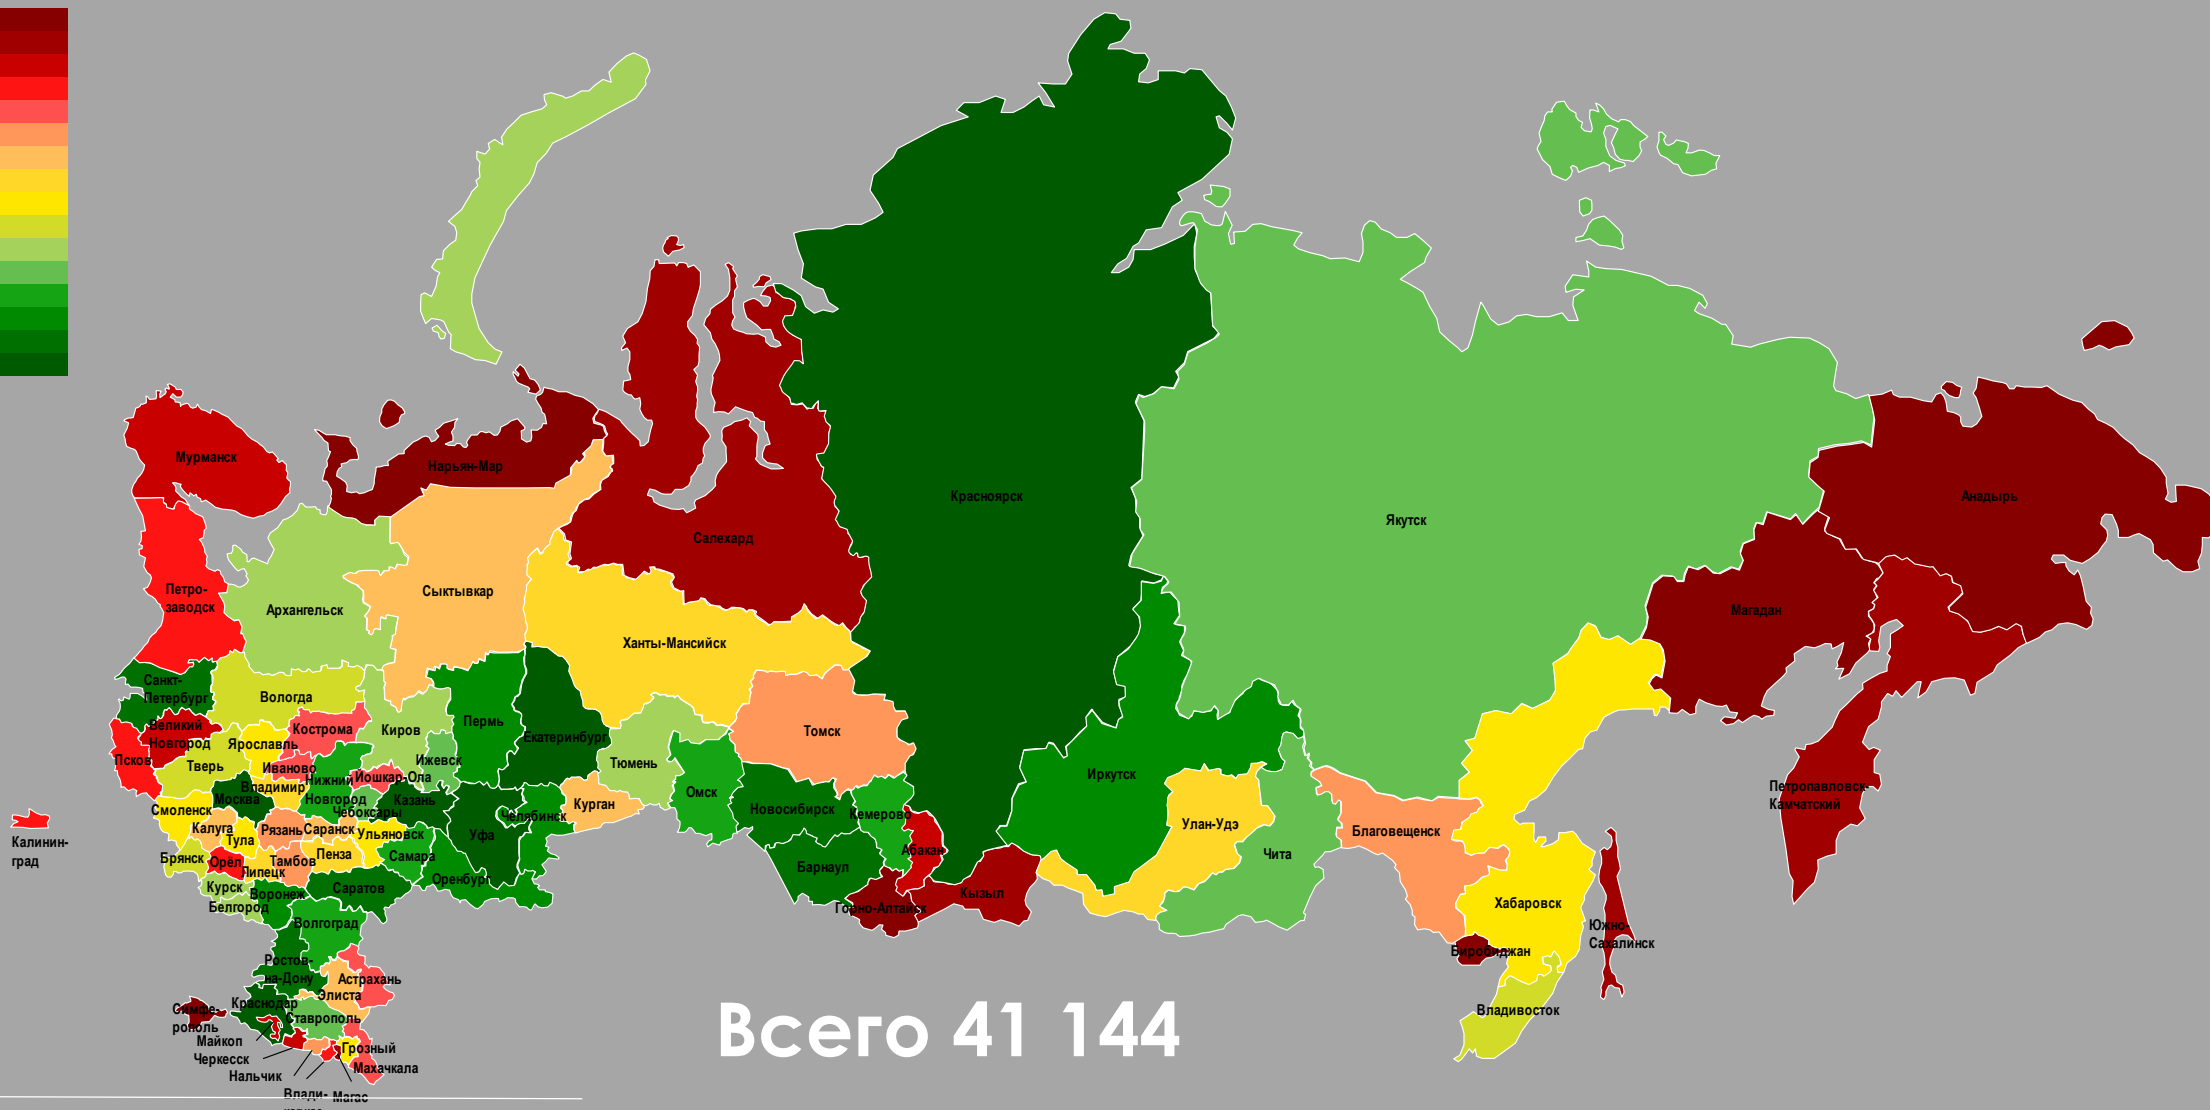 Мурманск
Нарьян-Мар
Красноярск
Анадырь
Якутск
Салехард
Петро-
заводск
Архангельск
Сыктывкар
Магадан
Ханты-Мансийск
Санкт-
Петербург
Вологда
Великий
Новгород
Кострома
Киров
Пермь
Екатеринбург
Томск
Псков
Ярославль
Тверь
Иваново
Нижний
Новгород
Йошкар-Ола
Ижевск
Тюмень
Иркутск
Владимир
Москва
Казань
Чебоксары
Омск
Новосибирск
Кемерово
Петропавловск-
Камчатский
Смоленск
Калуга
Рязань
Саранск
Ульяновск
Уфа
Челябинск
Курган
Улан-Удэ
Благовещенск
Калинин-
град
Тула
Брянск
Орёл
Тамбов
Пенза
Самара
Абакан
Чита
Липецк
Барнаул
Курск
Воронеж
Саратов
Оренбург
Кызыл
Белгород
Горно-Алтайск
Хабаровск
Волгоград
Южно-
Сахалинск
Биробиджан
Ростов-
на-Дону
Астрахань
Элиста
Краснодар
Симфе-
рополь
Ставрополь
Владивосток
Майкоп
Черкесск
Грозный
Махачкала
Нальчик
Влади-
Магас
Всего 41 144